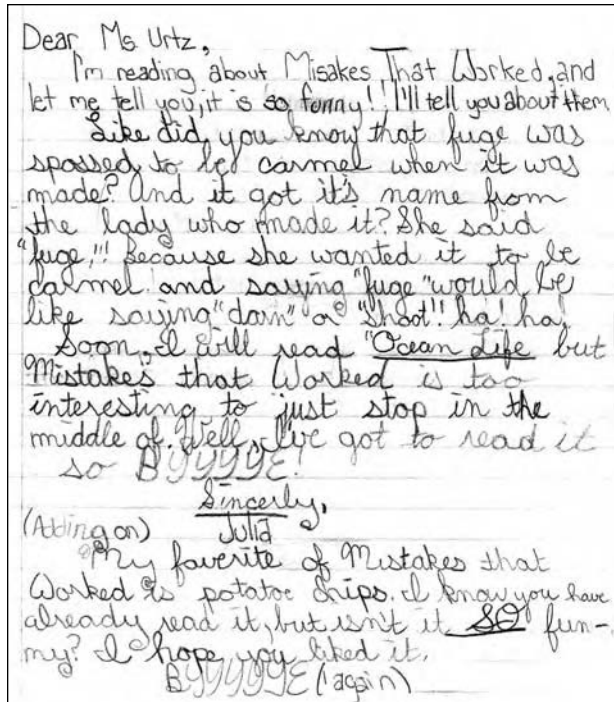 Dear Ms. Urtz,
I'm reading about Misakes That Worked, and
let me tell you, it is so funny!! I'll tell you about them
Like did you know that fuge was
spossed to be carmel when it was
made? And it got it's name from
the lady who made it? She said
"fuge,"!! because she wanted it to be
carmel and saying "fuge" would be
like saying "darn" or "shoot"! ha! ha!
Soon, I will read "Ocean Life but
Mistakes that Worked is too
interesting to just stop in the
middle of. Well, I've got to read it
so BYYYYYE!
Sincerly,
Julia
(Adding on)
My favorite of Mistakes that
Worked is potatoe chips. I know you have
already read it, but isn't it SO fun-
ny? I hope you liked it.
BYYYYYE (again)